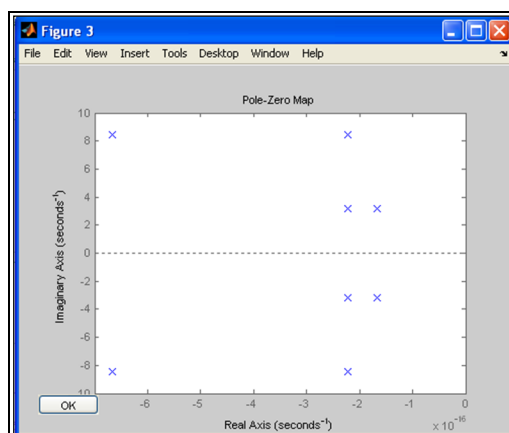 Figure 3
File Edit View Insert Tools Desktop Window Help
Pole-Zero Map
10
8
6
4
2
0
-2
-4
-6
-8
-10
Imaginary Axis (seconds⁻¹)
OK
-6 -5 -4 -3 -2 -1 0
Real Axis (seconds⁻¹)
x 10⁻¹⁶